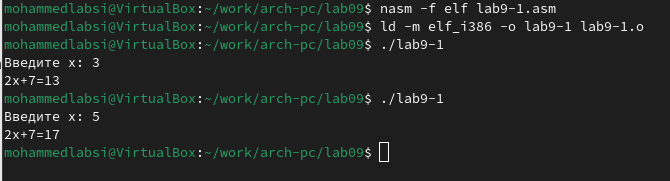 mohammedlabsi@VirtualBox:~/work/arch-pc/lab09$ nasm -f elf lab9-1.asm
mohammedlabsi@VirtualBox:~/work/arch-pc/lab09$ ld -m elf_i386 -o lab9-1 lab9-1.o
mohammedlabsi@VirtualBox:~/work/arch-pc/lab09$ ./lab9-1
Введите x: 3
2x+7=13
mohammedlabsi@VirtualBox:~/work/arch-pc/lab09$ ./lab9-1
Введите x: 5
2x+7=17
mohammedlabsi@VirtualBox:~/work/arch-pc/lab09$